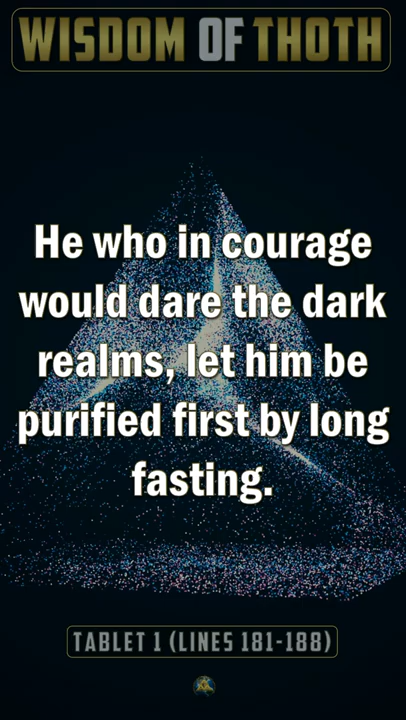 WISDOM OF THOTH
He who in courage
would dare the dark
realms, let him be
purified first by long
fasting.
TABLET 1 (LINES 181-188)